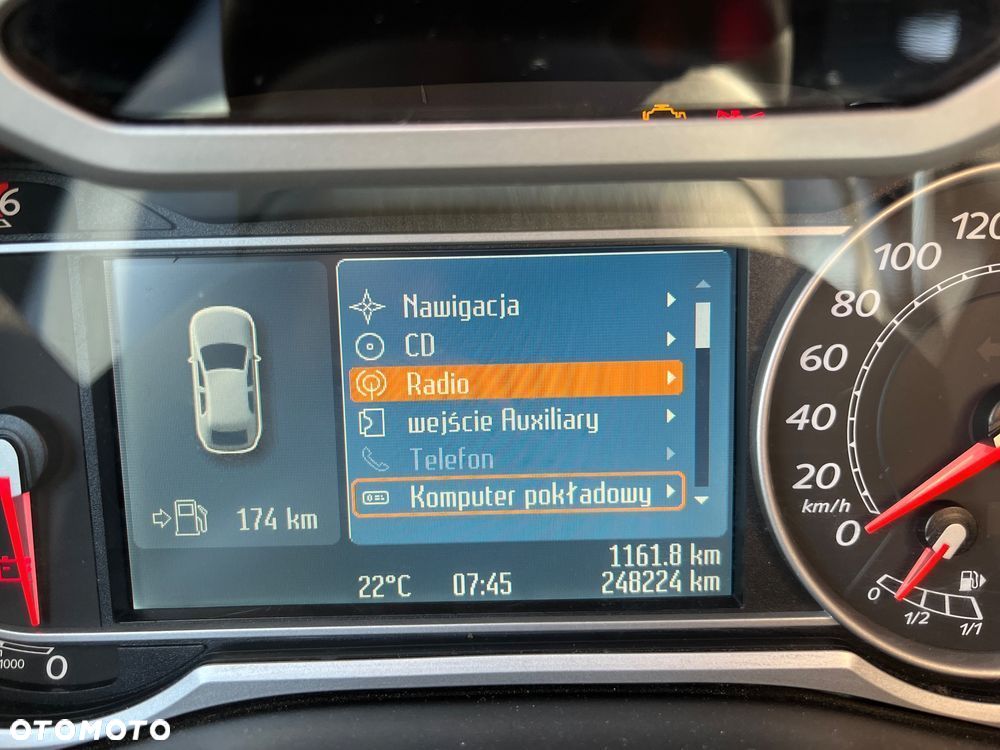 6
120
100
80
60
40
20
km/h
0
Nawigacja
CD
Radio
wejście Auxiliary
Telefon
Komputer pokładowy
174 km
1161.8 km
22°C 07:45 248224 km
0 1/2 1/1
1000 0
OTOMOTO